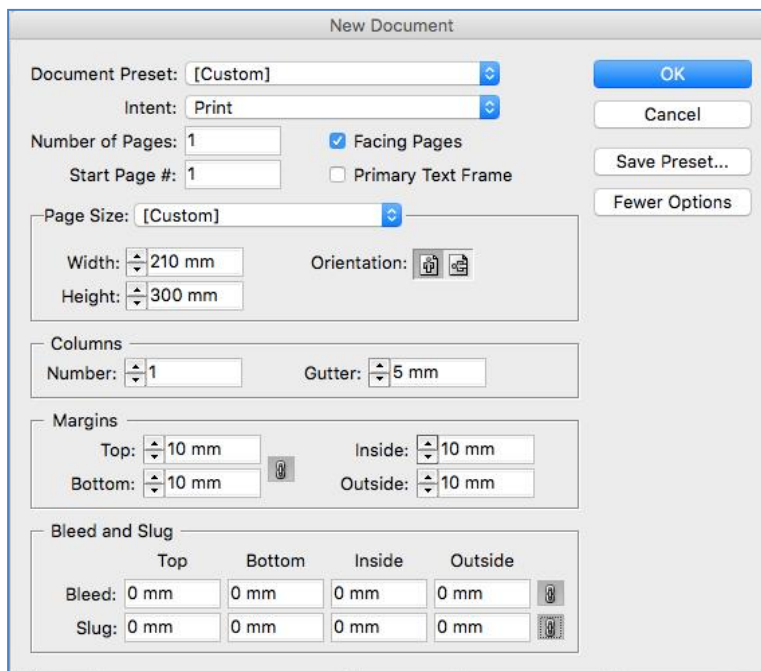 New Document
Document Preset: [Custom]
OK
Intent: Print
Cancel
Number of Pages: 1
Facing Pages
Save Preset...
Start Page #: 1
Primary Text Frame
Fewer Options
Page Size: [Custom]
Width: 210 mm
Orientation:
Height: 300 mm
Columns
Number: 1
Gutter: 5 mm
Margins
Top: 10 mm
Inside: 10 mm
Bottom: 10 mm
Outside: 10 mm
Bleed and Slug
Top Bottom Inside Outside
Bleed: 0 mm 0 mm 0 mm 0 mm
Slug: 0 mm 0 mm 0 mm 0 mm